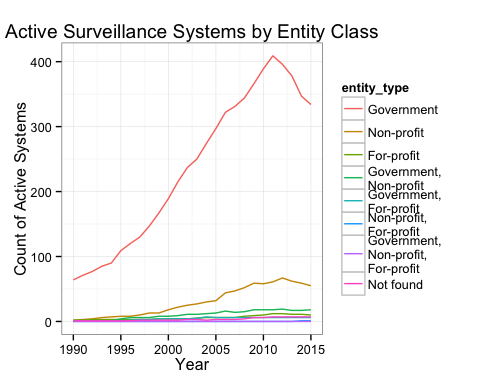 Active Surveillance Systems by Entity Class
Count of Active Systems
400
300
200
100
0
1990
1995
2000
2005
2010
2015
Year
entity_type
Government
Non-profit
For-profit
Government,
Non-profit
Government,
For-profit
Non-profit,
For-profit
Government,
Non-profit,
For-profit
Not found